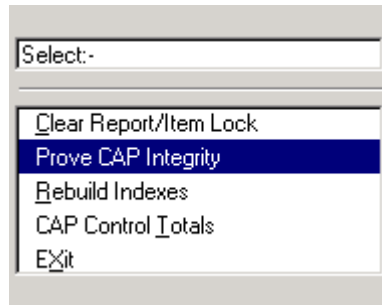 Select:-
Clear Report/Item Lock
Prove CAP Integrity
Rebuild Indexes
CAP Control Totals
EXit